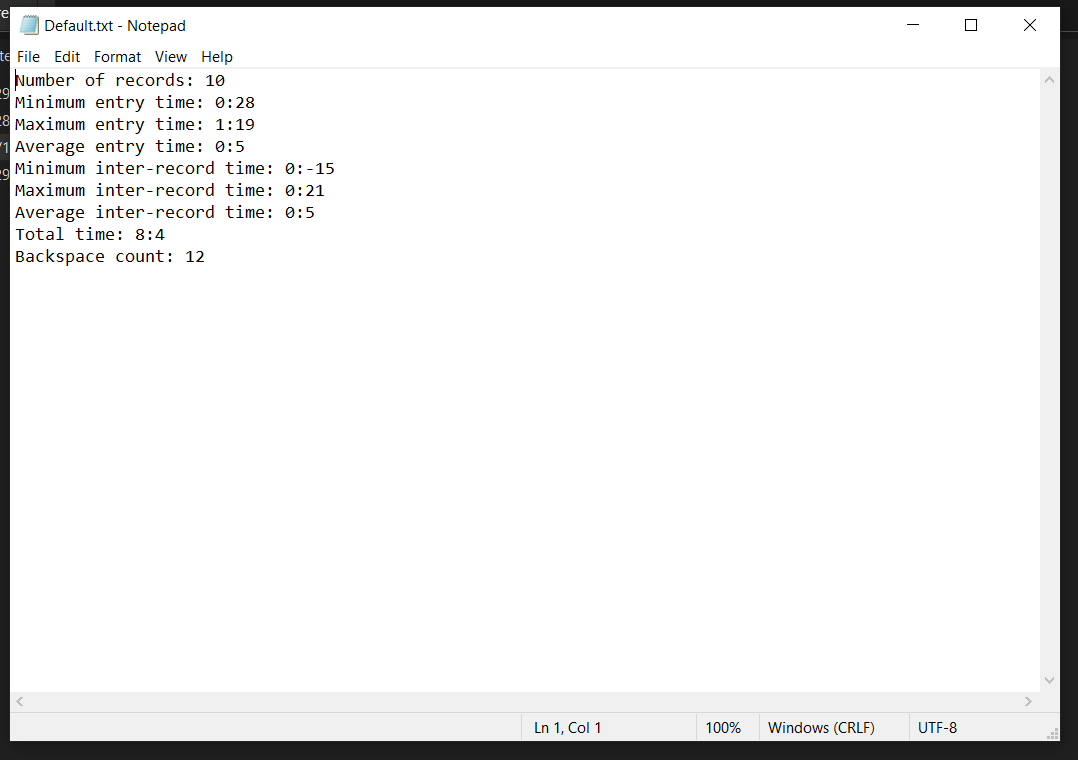 Default.txt - Notepad
File Edit Format View Help
Number of records: 10
Minimum entry time: 0:28
Maximum entry time: 1:19
Average entry time: 0:5
Minimum inter-record time: 0:-15
Maximum inter-record time: 0:21
Average inter-record time: 0:5
Total time: 8:4
Backspace count: 12
Ln 1, Col 1 100% Windows (CRLF) UTF-8